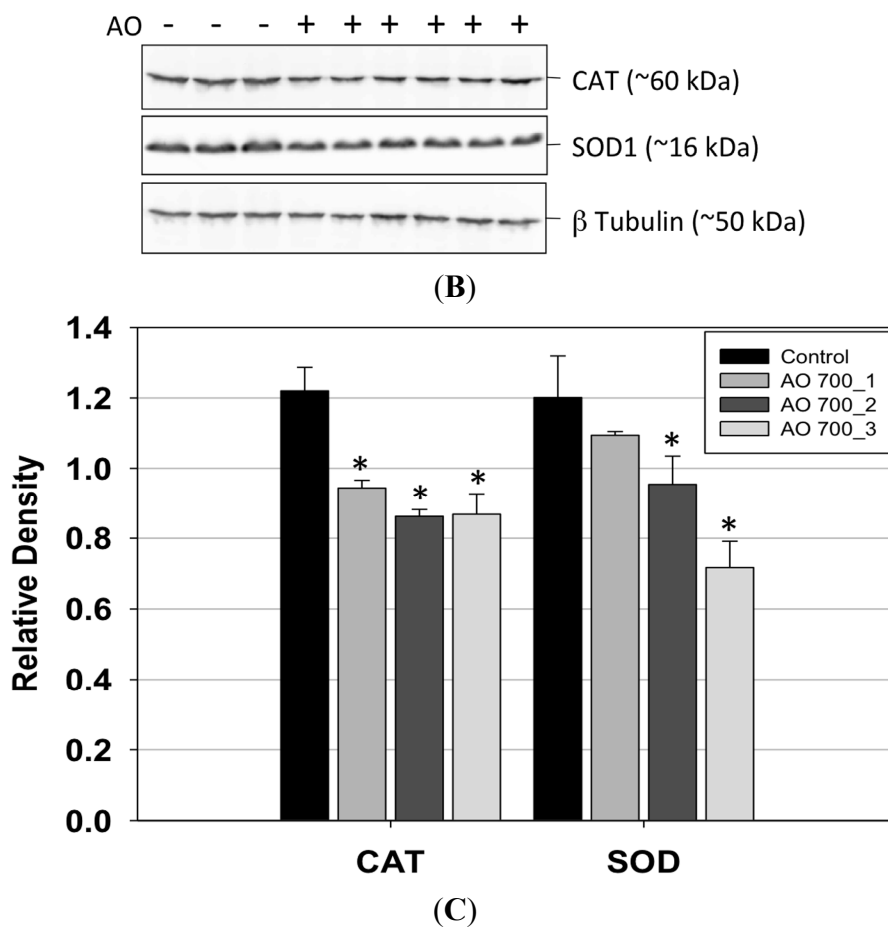 AO - - - + + + + + +
CAT (~60 kDa)
SOD1 (~16 kDa)
β Tubulin (~50 kDa)
(B)
1.4
1.2
1.0
0.8
0.6
0.4
0.2
0.0
Relative Density
Control
AO 700_1
AO 700_2
AO 700_3
* * * * *
CAT SOD
(C)